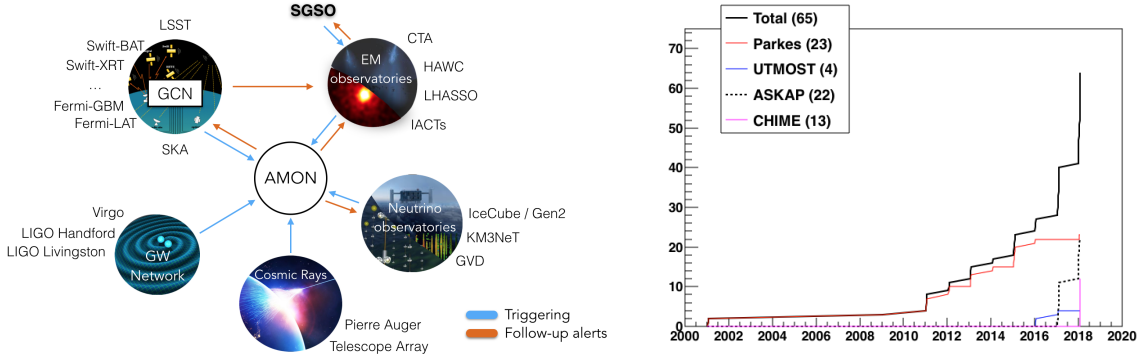 SGSO
LSST
Swift-BAT
Swift-XRT
...
Fermi-GBM
Fermi-LAT
SKA
GCN
EM
observatories
CTA
HAWC
LHASSO
IACTs
AMON
Virgo
LIGO Handford
LIGO Livingston
GW
Network
Neutrino
observatories
IceCube / Gen2
KM3NeT
GVD
Cosmic Rays
Pierre Auger
Telescope Array
Triggering
Follow-up alerts
Total (65)
Parkes (23)
UTMOST (4)
ASKAP (22)
CHIME (13)
70
60
50
40
30
20
10
0
2000 2002 2004 2006 2008 2010 2012 2014 2016 2018 2020